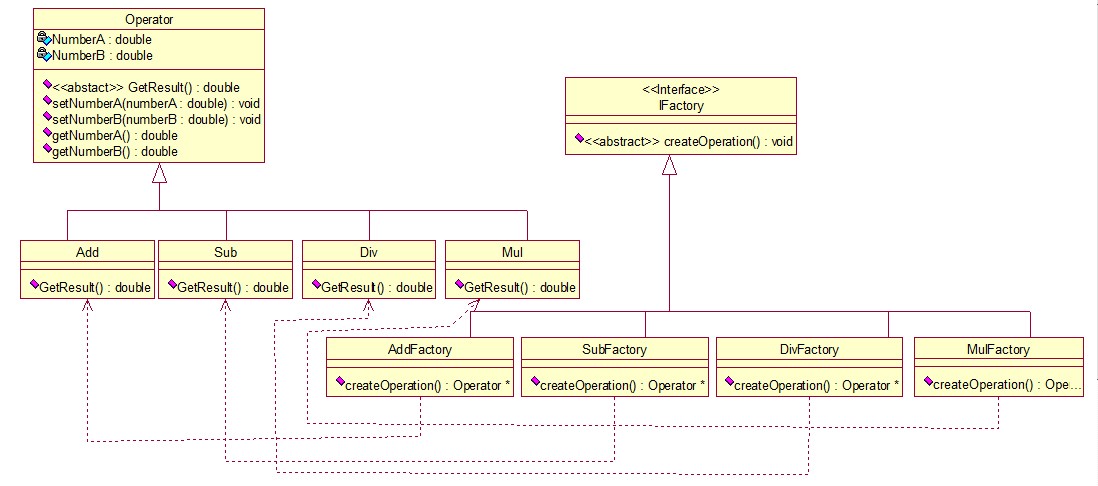 Operator
NumberA : double
NumberB : double
<<abstact>> GetResult() : double
setNumberA(numberA : double) : void
setNumberB(numberB : double) : void
getNumberA() : double
getNumberB() : double
<<Interface>>
IFactory
<<abstract>> createOperation() : void
Add
GetResult() : double
Sub
GetResult() : double
Div
GetResult() : double
Mul
GetResult() : double
AddFactory
createOperation() : Operator *
SubFactory
createOperation() : Operator *
DivFactory
createOperation() : Operator *
MulFactory
createOperation() : Ope...